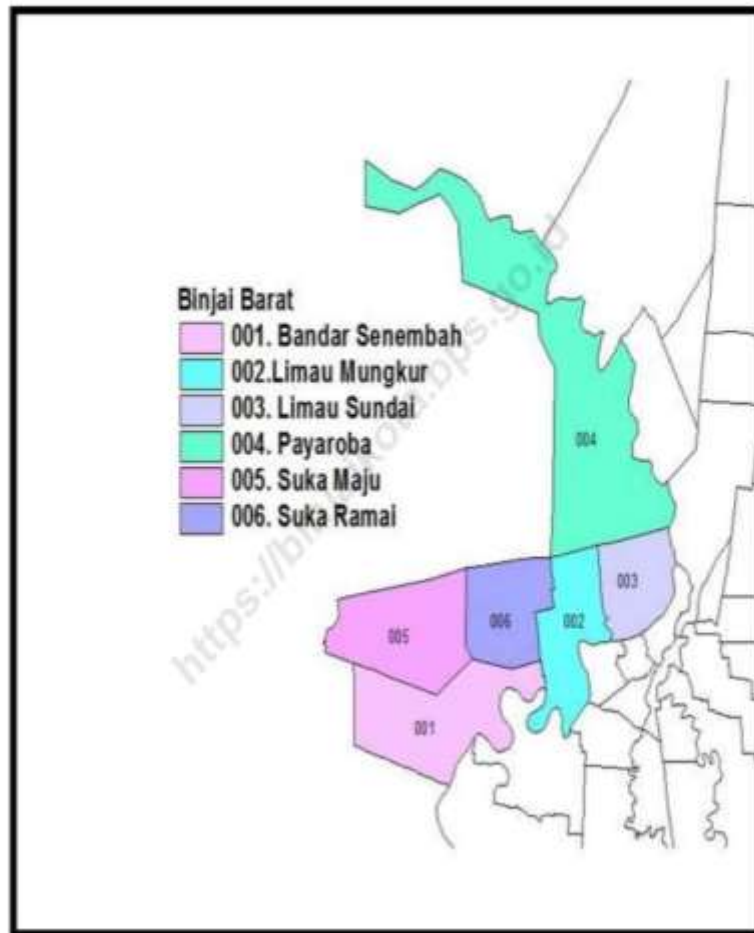 Binjai Barat
001. Bandar Senembah
002.Limau Mungkur
003. Limau Sundai
004. Payaroba
005. Suka Maju
006. Suka Ramai
004
003
002
006
005
001